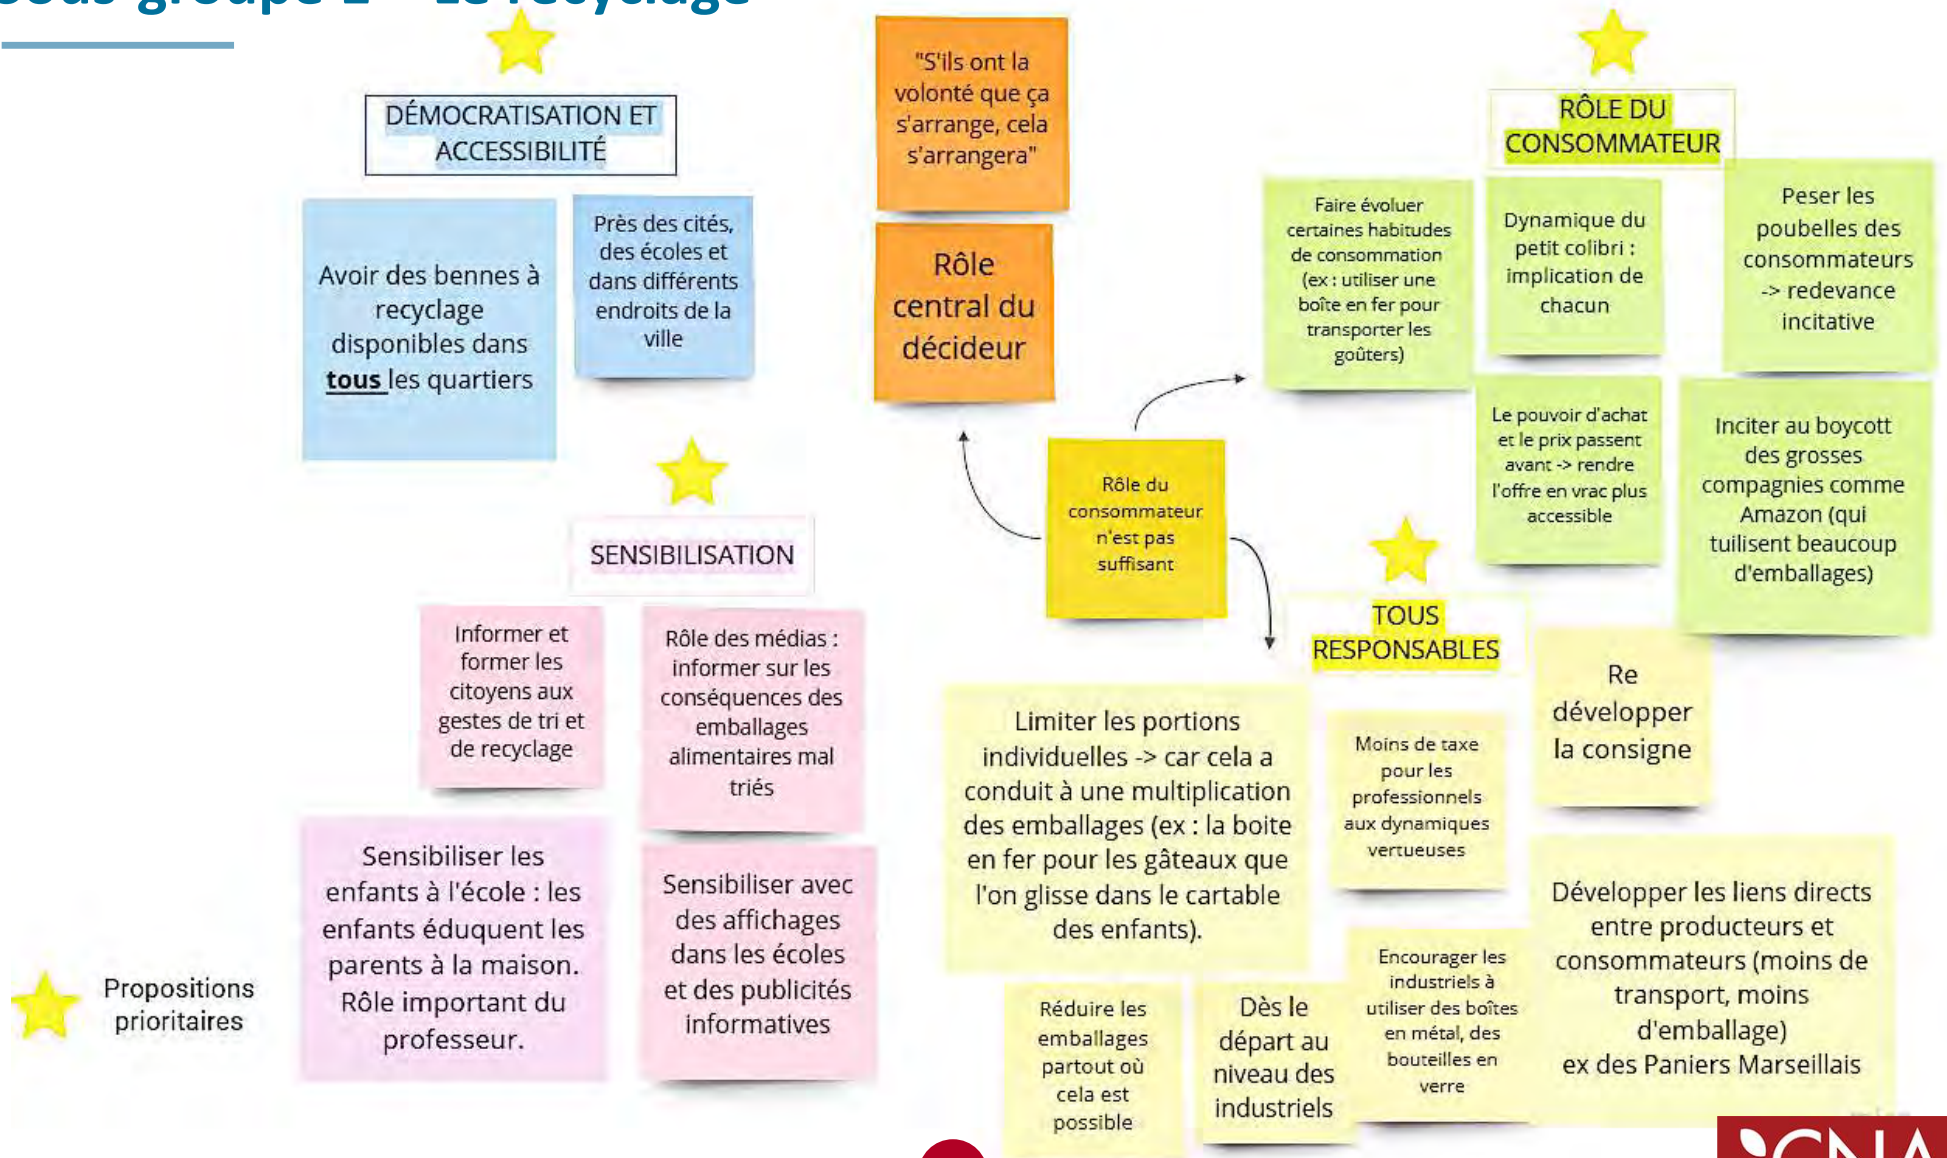 Sous-groupe 1 – Le recyclage
DÉMOCRATISATION ET
ACCESSIBILITÉ
Avoir des bennes à
recyclage
disponibles dans
tous les quartiers
Près des cités,
des écoles et
dans différents
endroits de la
ville
"S'ils ont la
volonté que ça
s'arrange, cela
s'arrangera"
Rôle
central du
décideur
RÔLE DU
CONSOMMATEUR
Faire évoluer
certaines habitudes
de consommation
(ex : utiliser une
boîte en fer pour
transporter les
goûters)
Dynamique du
petit colibri :
implication de
chacun
Peser les
poubelles des
consommateurs
-> redevance
incitative
Le pouvoir d'achat
et le prix passent
avant -> rendre
l'offre en vrac plus
accessible
Inciter au boycott
des grosses
compagnies comme
Amazon (qui
tuilisent beaucoup
d'emballages)
Rôle du
consommateur
n'est pas
suffisant
SENSIBILISATION
Informer et
former les
citoyens aux
gestes de tri et
de recyclage
Rôle des médias :
informer sur les
conséquences des
emballages
alimentaires mal
triés
Sensibiliser les
enfants à l'école : les
enfants éduquent les
parents à la maison.
Rôle important du
professeur.
Sensibiliser avec
des affichages
dans les écoles
et des publicités
informatives
TOUS
RESPONSABLES
Limiter les portions
individuelles -> car cela a
conduit à une multiplication
des emballages (ex : la boite
en fer pour les gâteaux que
l'on glisse dans le cartable
des enfants).
Moins de taxe
pour les
professionnels
aux dynamiques
vertueuses
Re
développer
la consigne
Réduire les
emballages
partout où
cela est
possible
Dès le
départ au
niveau des
industriels
Encourager les
industriels à
utiliser des boîtes
en métal, des
bouteilles en
verre
Développer les liens directs
entre producteurs et
consommateurs (moins de
transport, moins
d'emballage)
ex des Paniers Marseillais
Propositions
prioritaires
CNA